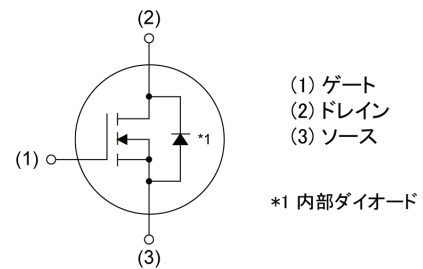 (2)
(1)
*1
(3)
(1) ゲート
(2) ドレイン
(3) ソース
*1 内部ダイオード